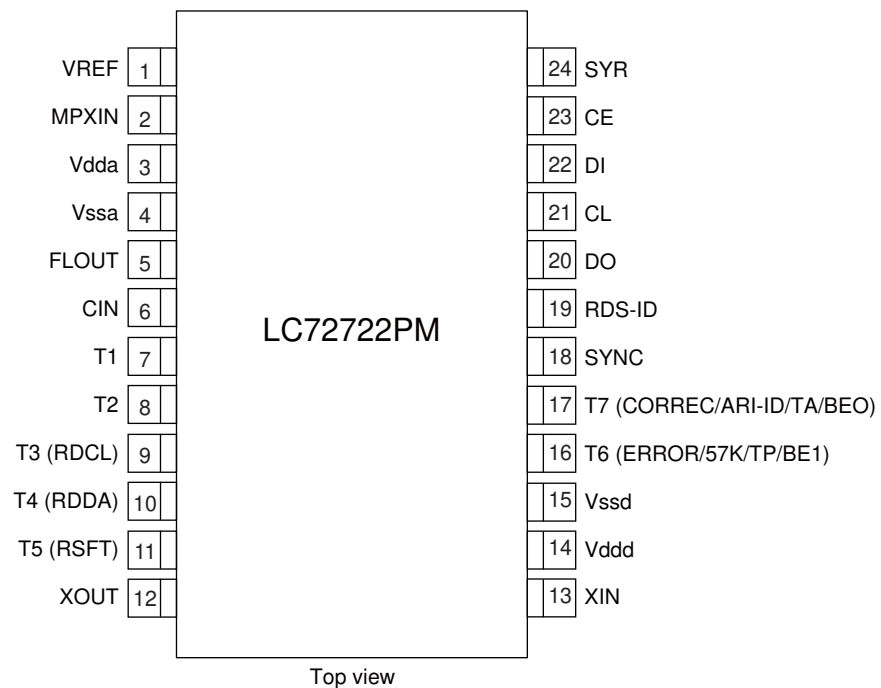 VREF 1
MPXIN 2
Vdda 3
Vssa 4
FLOUT 5
CIN 6
T1 7
T2 8
T3 (RDCL) 9
T4 (RDDA) 10
T5 (RSFT) 11
XOUT 12
LC72722PM
24 SYR
23 CE
22 DI
21 CL
20 DO
19 RDS-ID
18 SYNC
17 T7 (CORREC/ARI-ID/TA/BEO)
16 T6 (ERROR/57K/TP/BE1)
15 Vssd
14 Vddd
13 XIN
Top view